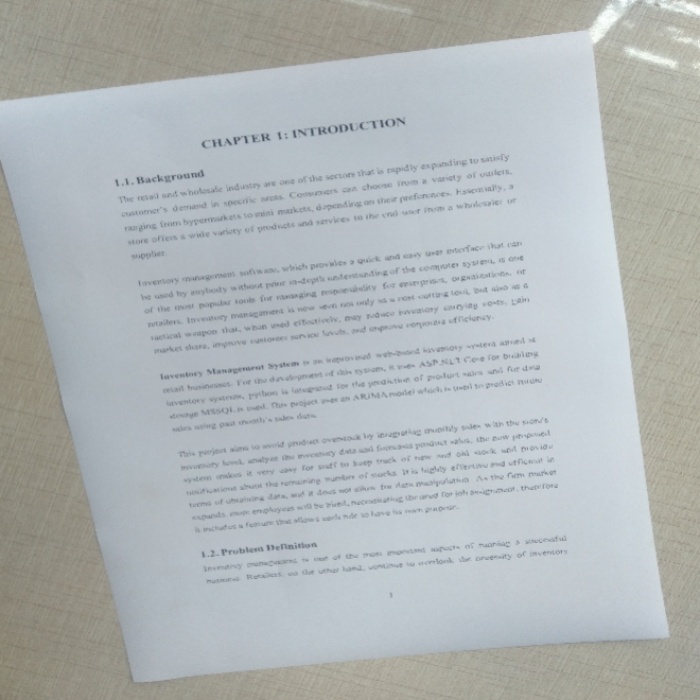 CHAPTER 1: INTRODUCTION
1.1. Background
The retail and wholesale industry are one of the sectors that is rapidly expanding to satisfy
customer's demand in specific areas. Consumers can choose from a variety of outlets,
ranging from hypermarkets to mini markets, depending on their preferences. Essentially, a
store offers a wide variety of products and services to the end user from a wholesaler or
supplier.
Inventory management software, which provides a quick and easy user interface that can
be used by anybody without prior in-depth understanding of the computer system, is one
of the most popular tools for managing for enterprises, organizations, or
retailers. Inventory management is now seen not only as a cost cutting tool, but also as a
tactical weapon that, when used effectively, may reduce inventory carrying costs, gain
market share, improve customer service levels, and improve corporate efficiency.
Inventory Management System is an improvised web-based inventory system aimed at
retail businesses. For the development of this system, it uses ASP.NET Core for building
inventory system, python is integrated for the prediction of product sales and for data
storage MSSQL is used. This project uses an ARIMA model which is used to predict future
sales using past month's sales data.
This project aims to avoid product overstock by integrating monthly sales with the store's
inventory level, analyze the inventory data and forecasts product sales, the new proposed
system makes it very easy for staff to keep track of new and old stock and provide
notifications about the remaining number of stocks. It is highly effective and efficient in
terms of obtaining data, and it does not allow for data manipulation. As the firm market
expands, more employees will be hired, necessitating the need for job assignment, therefore
it includes a feature that allows each role to have its own purpose.
1.2. Problem Definition
Inventory management is one of the most important aspects of running a successful
business. Retailers, on the other hand, continue to overlook the necessity of inventory
1